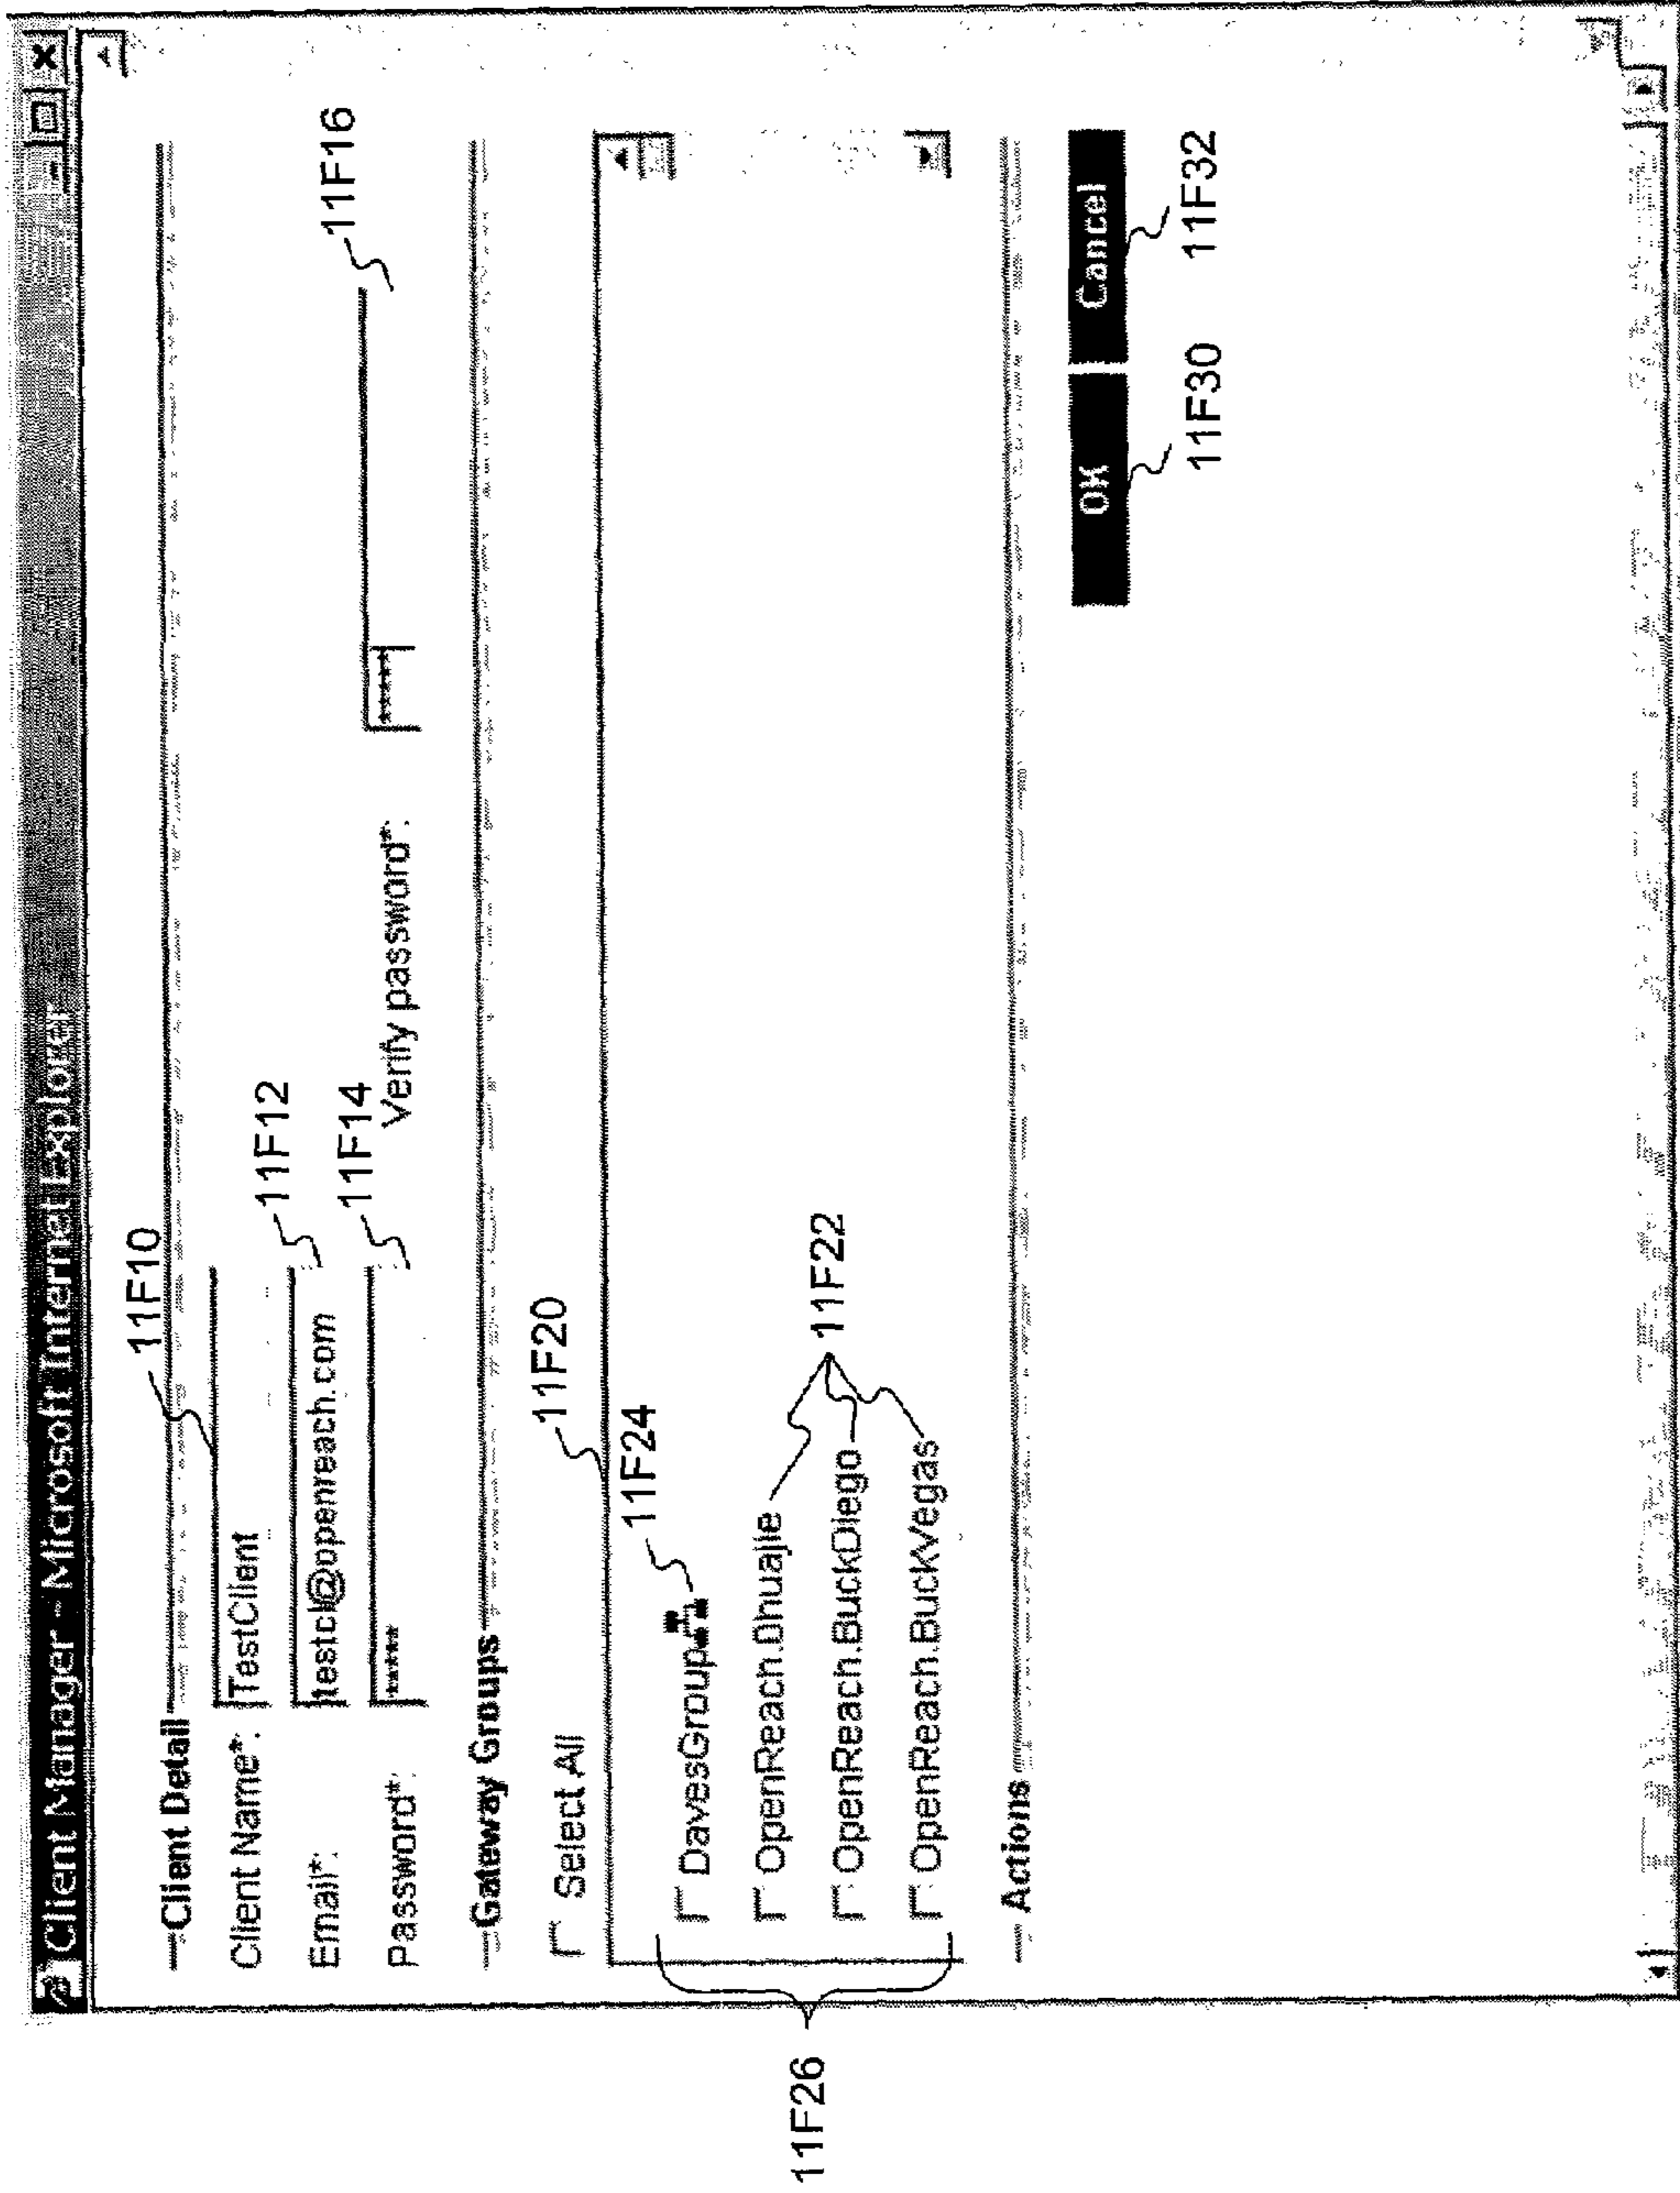 Client Manager - Microsoft Internet Explorer
11F10
Client Detail
Client Name*: TestClient
11F12
Email*: testcl@openreach.com
11F14
11F16
Password*: **** Verify password*: *****
Gateway Groups
11F20
Select All
11F24
DavesGroup
OpenReach.Dhuajie
11F22
OpenReach.BuckDiego
OpenReach.BuckVegas
11F26
Actions
OK Cancel
11F30 11F32